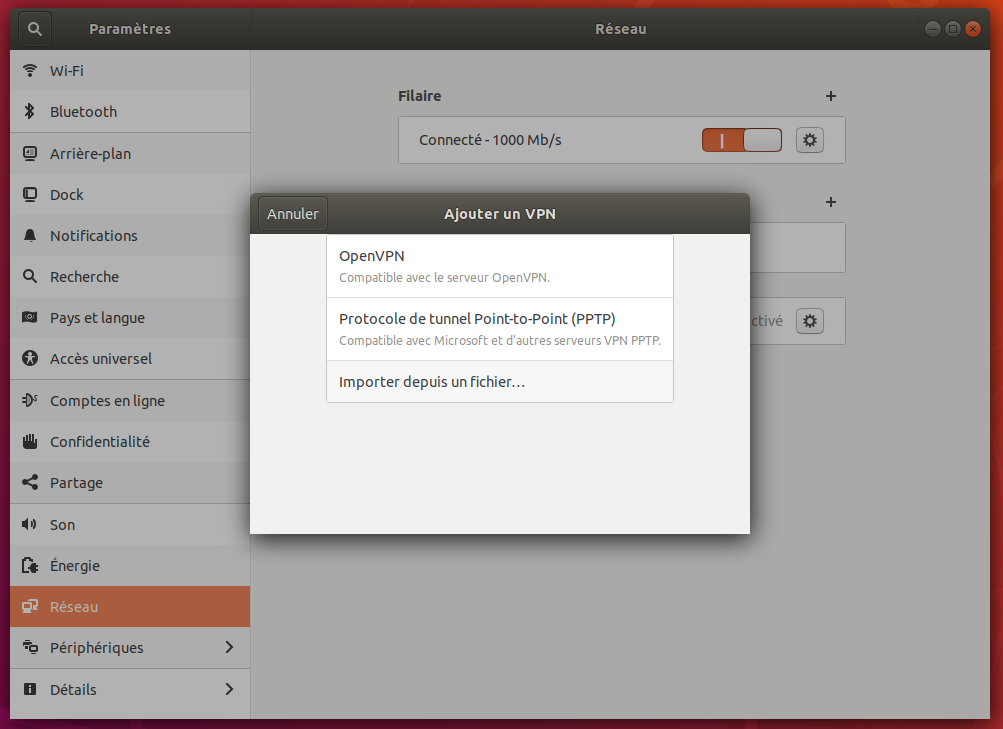 Paramètres
Réseau
Wi-Fi
Bluetooth
Arrière-plan
Dock
Notifications
Recherche
Pays et langue
Accès universel
Comptes en ligne
Confidentialité
Partage
Son
Énergie
Réseau
Périphériques
Détails
Filaire
Connecté - 1000 Mb/s
ctivé
Annuler
Ajouter un VPN
OpenVPN
Compatible avec le serveur OpenVPN.
Protocole de tunnel Point-to-Point (PPTP)
Compatible avec Microsoft et d'autres serveurs VPN PPTP.
Importer depuis un fichier…